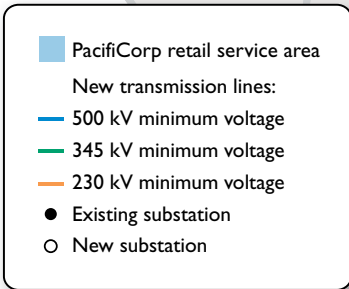 PacifiCorp retail service area
New transmission lines:
500 kV minimum voltage
345 kV minimum voltage
230 kV minimum voltage
Existing substation
New substation